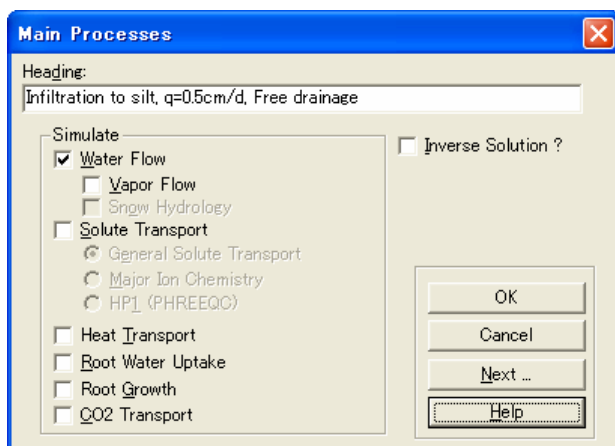 Main Processes
Heading:
Infiltration to silt, q=0.5cm/d, Free drainage
Simulate
Water Flow
Inverse Solution ?
Vapor Flow
Snow Hydrology
Solute Transport
General Solute Transport
Major Ion Chemistry
HP1 (PHREEQC)
Heat Transport
Root Water Uptake
Root Growth
CO2 Transport
OK
Cancel
Next ...
Help